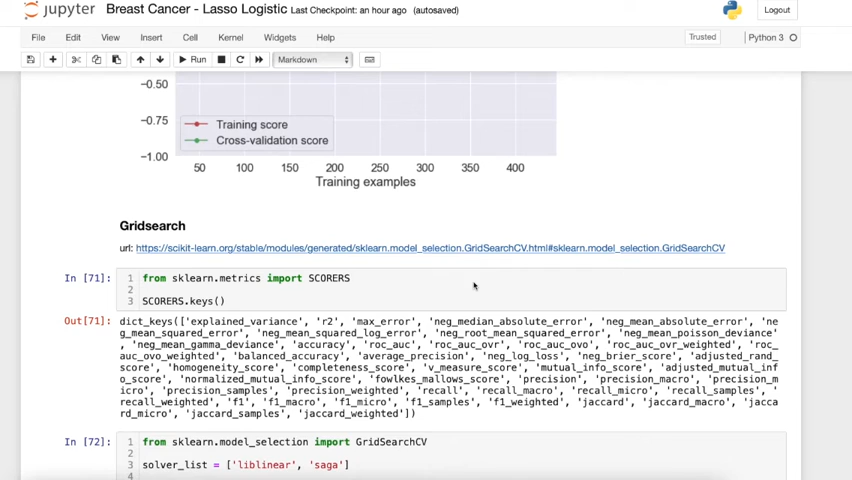 jupyter Breast Cancer - Lasso Logistic Last Checkpoint: an hour ago (autosaved) Logout
File Edit View Insert Cell Kernel Widgets Help Trusted Python 3
Run Markdown
−0.50
−0.75
−1.00
Training score
Cross-validation score
50 100 150 200 250 300 350 400
Training examples
Gridsearch
url: https://scikit-learn.org/stable/modules/generated/sklearn.model_selection.GridSearchCV.html#sklearn.model_selection.GridSearchCV
In [71]: 1 from sklearn.metrics import SCORERS
2
3 SCORERS.keys()
Out[71]: dict_keys(['explained_variance', 'r2', 'max_error', 'neg_median_absolute_error', 'neg_mean_absolute_error', 'ne
g_mean_squared_error', 'neg_mean_squared_log_error', 'neg_root_mean_squared_error', 'neg_mean_poisson_deviance'
, 'neg_mean_gamma_deviance', 'accuracy', 'roc_auc', 'roc_auc_ovr', 'roc_auc_ovo', 'roc_auc_ovr_weighted', 'roc_
auc_ovo_weighted', 'balanced_accuracy', 'average_precision', 'neg_log_loss', 'neg_brier_score', 'adjusted_rand_
score', 'homogeneity_score', 'completeness_score', 'v_measure_score', 'mutual_info_score', 'adjusted_mutual_inf
o_score', 'normalized_mutual_info_score', 'fowlkes_mallows_score', 'precision', 'precision_macro', 'precision_m
icro', 'precision_samples', 'precision_weighted', 'recall', 'recall_macro', 'recall_micro', 'recall_samples', '
recall_weighted', 'f1', 'f1_macro', 'f1_micro', 'f1_samples', 'f1_weighted', 'jaccard', 'jaccard_macro', 'jacca
rd_micro', 'jaccard_samples', 'jaccard_weighted'])
In [72]: 1 from sklearn.model_selection import GridSearchCV
2
3 solver_list = ['liblinear', 'saga']
4